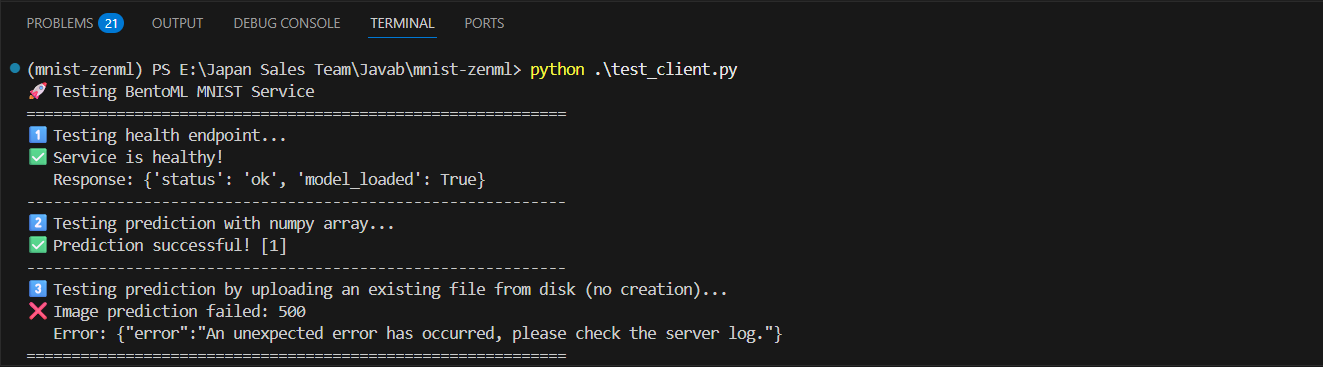 PROBLEMS 21 OUTPUT DEBUG CONSOLE TERMINAL PORTS
(mnist-zenml) PS E:\Japan Sales Team\Javab\mnist-zenml> python .\test_client.py
🚀 Testing BentoML MNIST Service
============================================================
1️⃣ Testing health endpoint...
✅ Service is healthy!
   Response: {'status': 'ok', 'model_loaded': True}
------------------------------------------------------------
2️⃣ Testing prediction with numpy array...
✅ Prediction successful! [1]
------------------------------------------------------------
3️⃣ Testing prediction by uploading an existing file from disk (no creation)...
❌ Image prediction failed: 500
   Error: {"error":"An unexpected error has occurred, please check the server log."}
============================================================